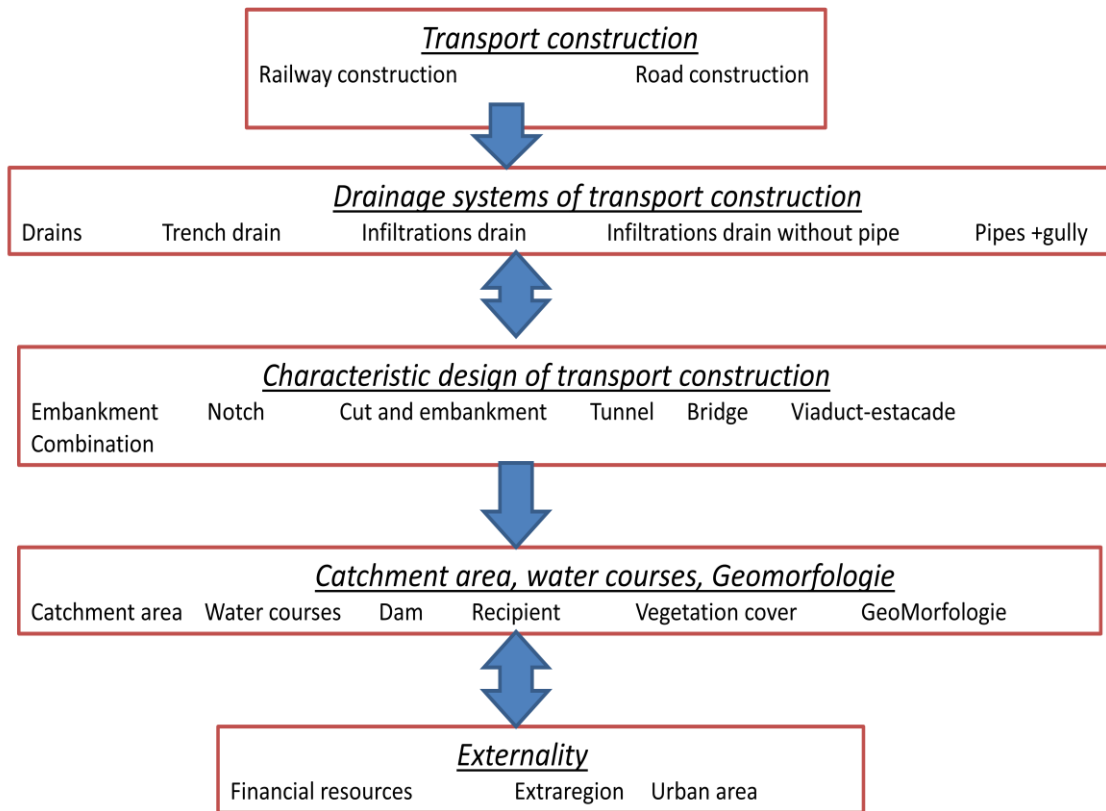 Transport construction
Railway construction Road construction
Drainage systems of transport construction
Drains Trench drain Infiltrations drain Infiltrations drain without pipe Pipes +gully
Characteristic design of transport construction
Embankment Notch Cut and embankment Tunnel Bridge Viaduct-estacade
Combination
Catchment area, water courses, Geomorfologie
Catchment area Water courses Dam Recipient Vegetation cover GeoMorfologie
Externality
Financial resources Extraregion Urban area